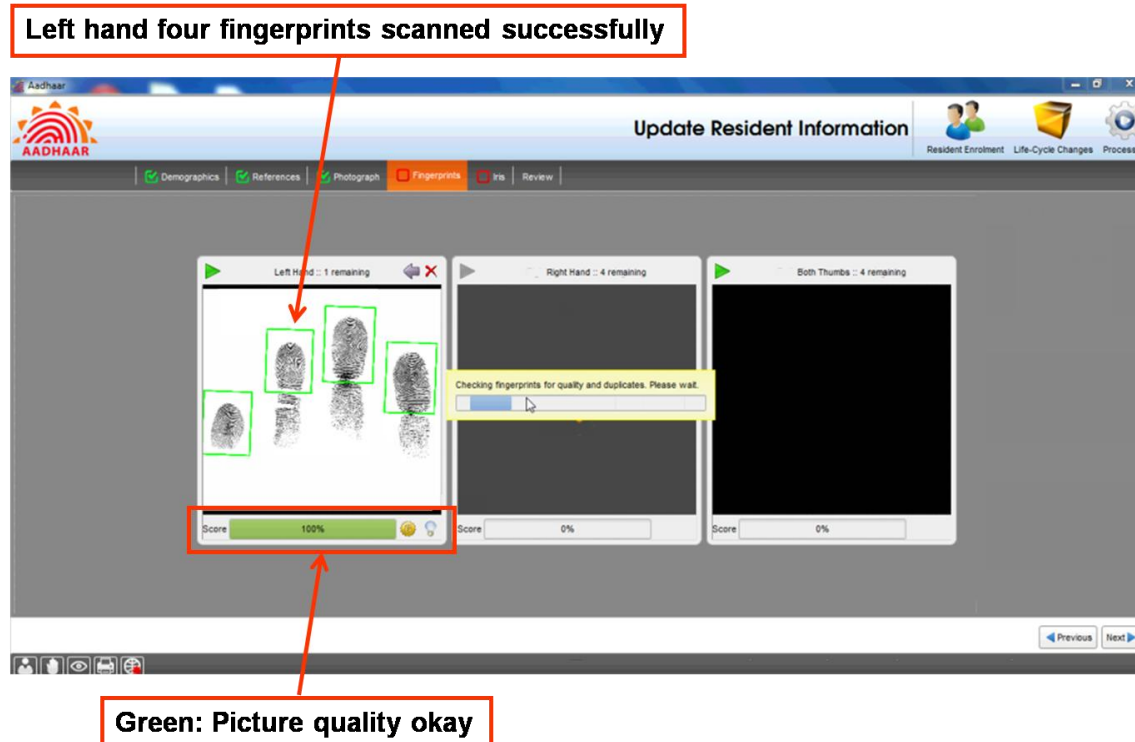 Left hand four fingerprints scanned successfully
Aadhaar
AADHAAR
Update Resident Information
Resident Enrolment
Life-Cycle Changes
Process
Demographics
References
Photograph
Fingerprints
Iris
Review
Left Hand :: 1 remaining
Right Hand :: 4 remaining
Both Thumbs :: 4 remaining
Checking fingerprints for quality and duplicates. Please wait.
Score 100%
Score 0%
Score 0%
Previous
Next
Green: Picture quality okay